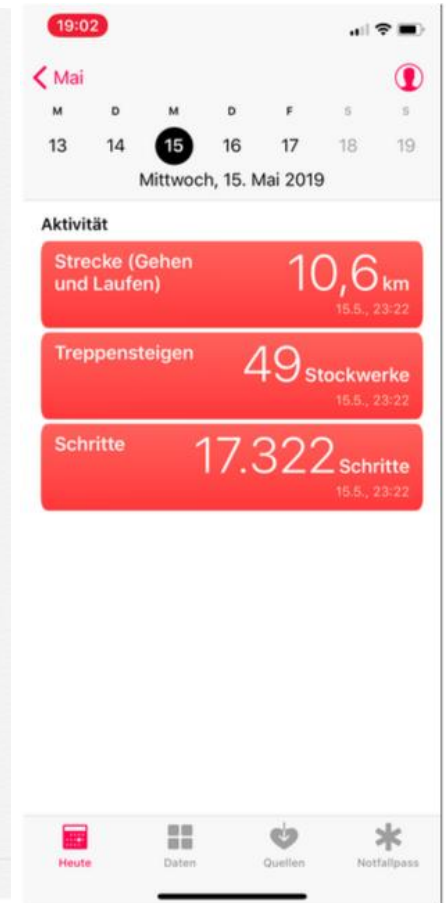 19:02
Mai
M D M D F S S
13 14 15 16 17 18 19
Mittwoch, 15. Mai 2019
Aktivität
Strecke (Gehen
und Laufen)
10,6 km
15.5., 23:22
Treppensteigen
49 Stockwerke
15.5., 23:22
Schritte
17.322 Schritte
15.5., 23:22
Heute Daten Quellen Notfallpass